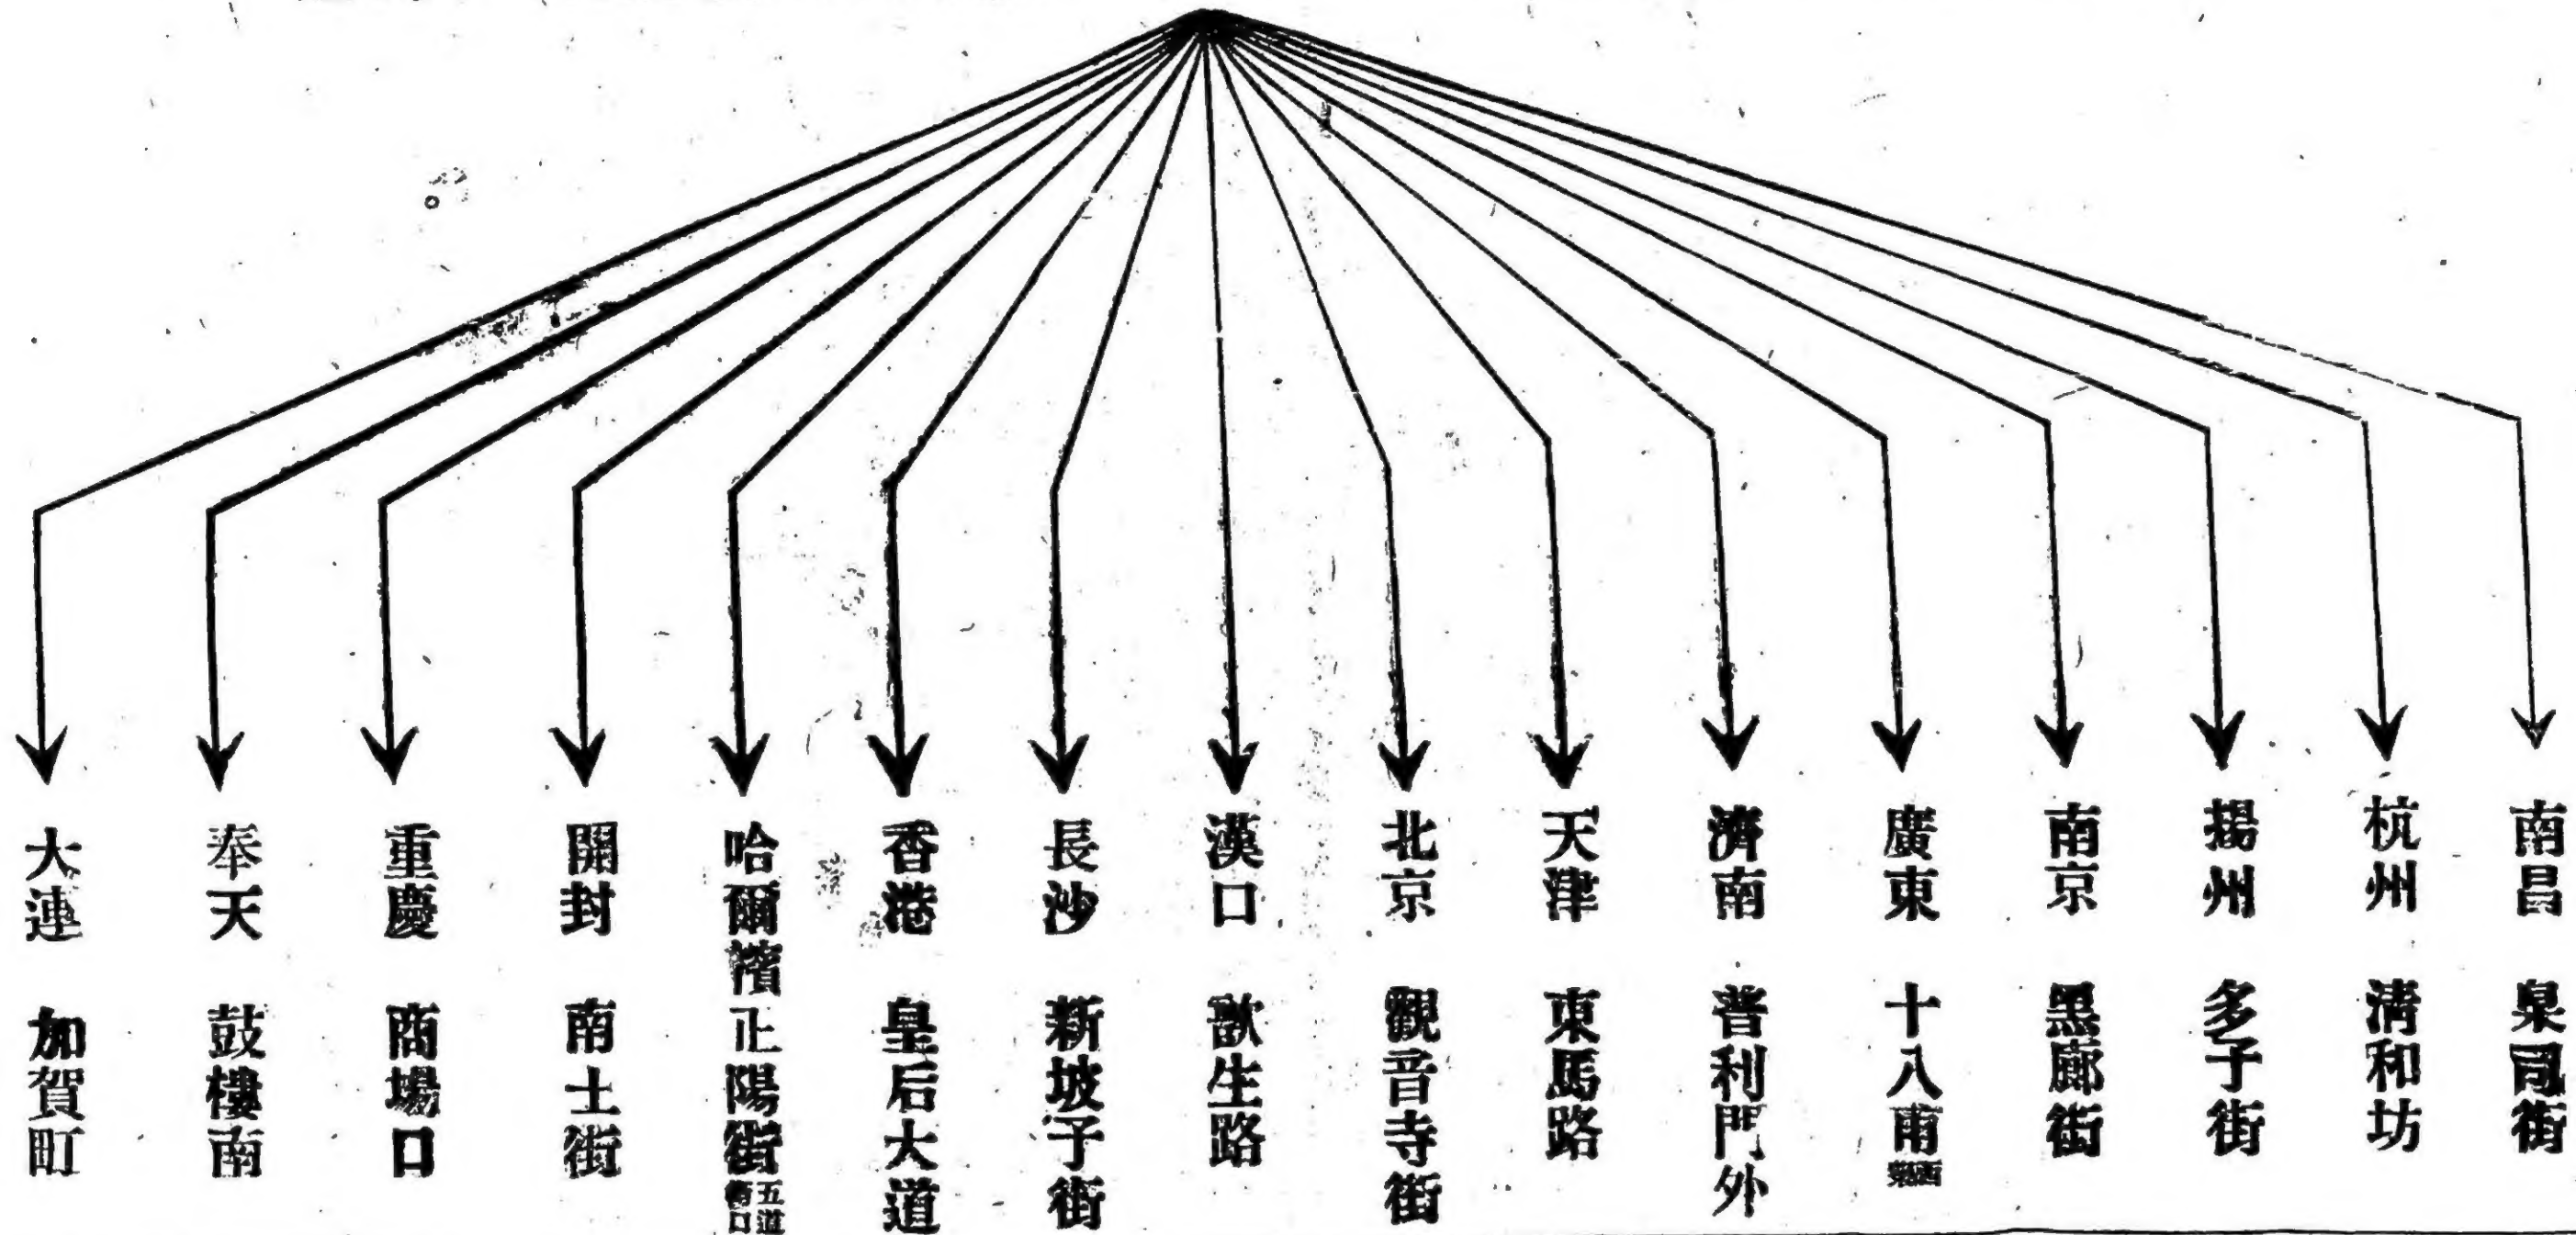 南昌 臬司街
杭州 淸和坊
揚州 多子街
南京 黑廊街
廣東 十八甫
濟南 普利門外
天津 東馬路
北京 觀音寺街
漢口 歆生路
長沙 新坡子街
香港 皇后大道
哈爾濱 正陽街 五道街口
開封 南土街
重慶 商場口
奉天 鼓樓南
大連 加賀町